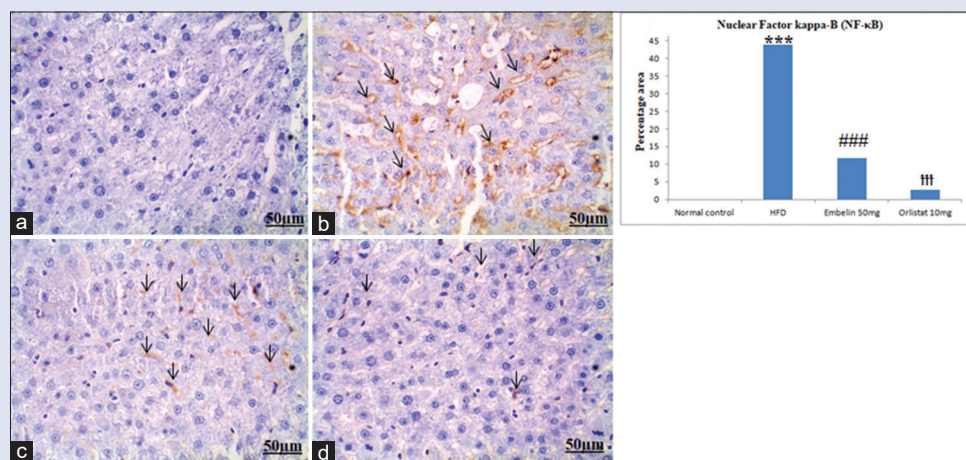 50µm
a
50µm
b
50µm
c
50µm
d
Nuclear Factor kappa-B (NF-κB)
Percentage area
45
40
35
30
25
20
15
10
5
0
***
###
ƗƗƗ
Normal control HFD Embelin 50mg Orlistat 10mg